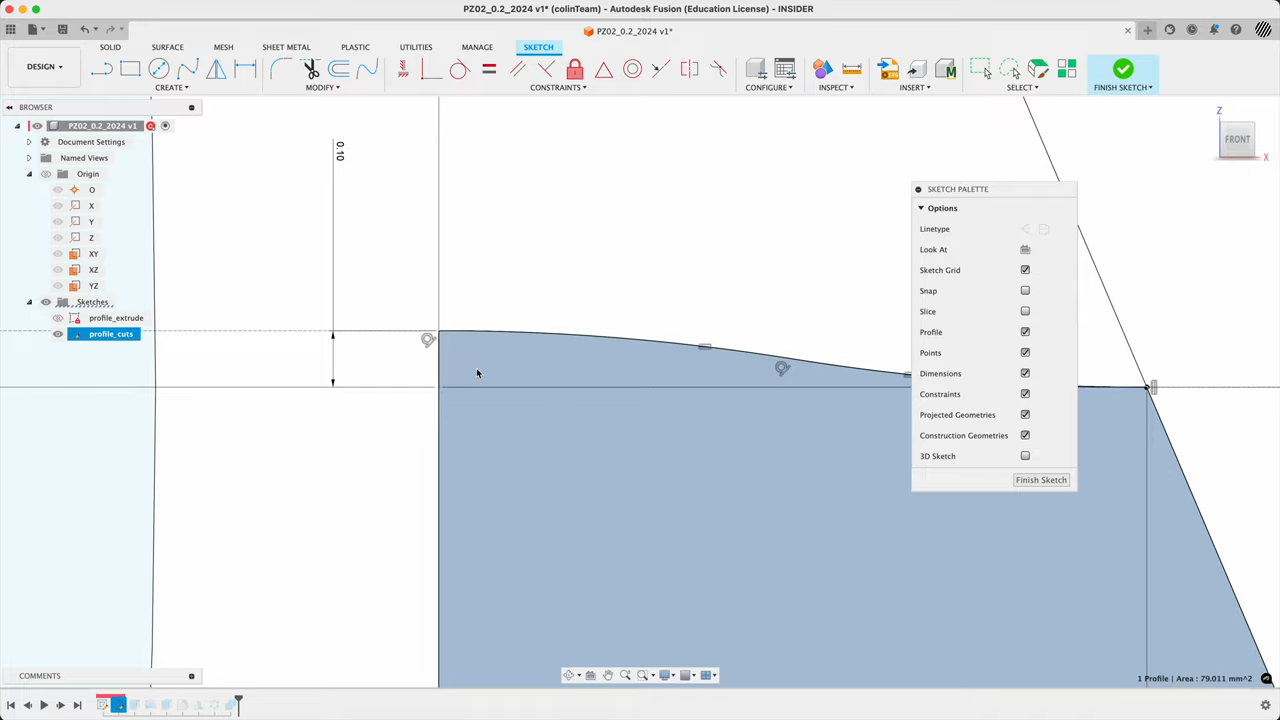 PZ02_0.2_2024 v1* (colinTeam) - Autodesk Fusion (Education License) - INSIDER
PZ02_0.2_2024 v1*
DESIGN
SOLID SURFACE MESH SHEET METAL PLASTIC UTILITIES MANAGE SKETCH
CREATE MODIFY CONSTRAINTS CONFIGURE INSPECT INSERT SELECT FINISH SKETCH
BROWSER
PZ02_0.2_2024 v1
Document Settings
Named Views
Origin
O
X
Y
Z
XY
XZ
YZ
Sketches
profile_extrude
profile_cuts
0.10
Z
FRONT
X
SKETCH PALETTE
Options
Linetype
Look At
Sketch Grid
Snap
Slice
Profile
Points
Dimensions
Constraints
Projected Geometries
Construction Geometries
3D Sketch
Finish Sketch
COMMENTS
1 Profile | Area : 79.011 mm^2